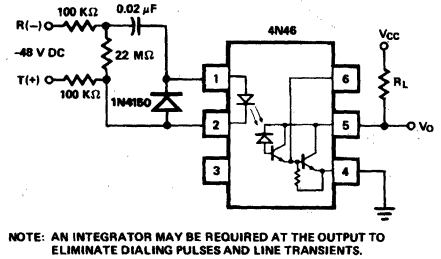 100 KΩ
0.02 µF
R(−)
-48 V DC
22 MΩ
T(+)
100 KΩ
1N4150
4N46
1
2
3
6
5
4
VCC
RL
VO
NOTE: AN INTEGRATOR MAY BE REQUIRED AT THE OUTPUT TO
ELIMINATE DIALING PULSES AND LINE TRANSIENTS.